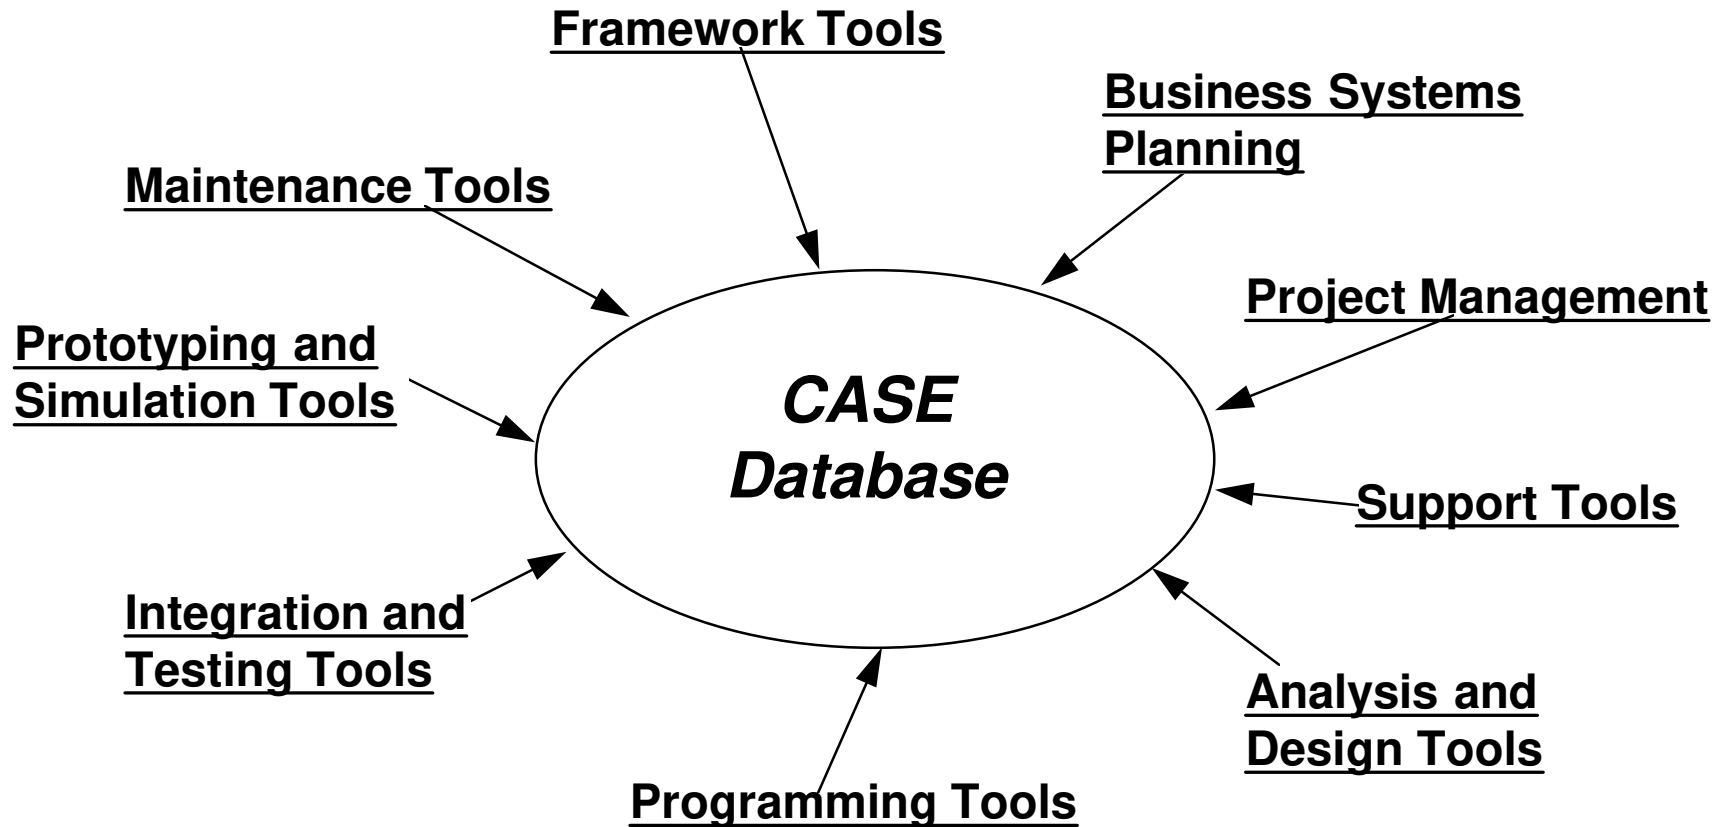 Framework Tools
Business Systems
Planning
Maintenance Tools
Project Management
Prototyping and
Simulation Tools
CASE
Database
Support Tools
Integration and
Testing Tools
Analysis and
Design Tools
Programming Tools